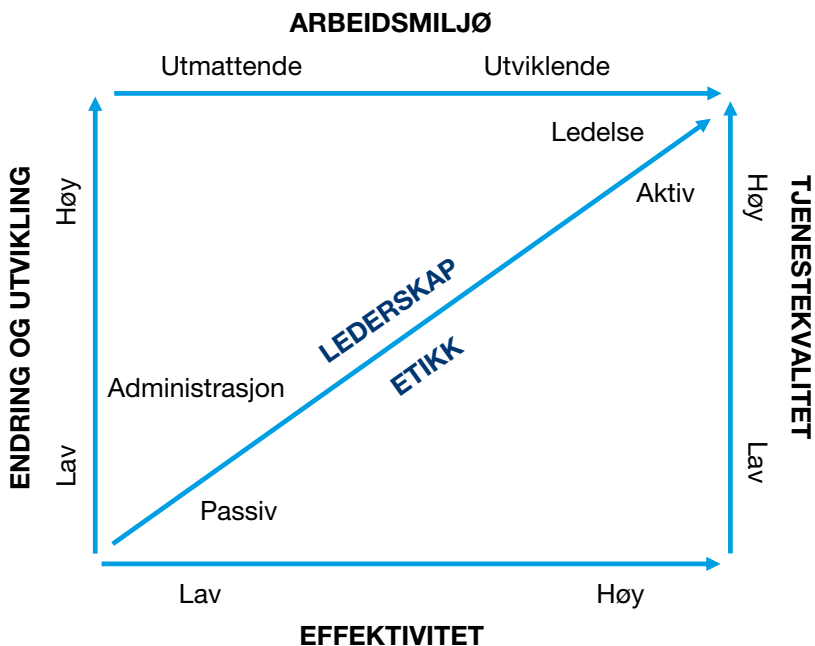 ARBEIDSMILJØ
Utmattende
Utviklende
Ledelse
Aktiv
ENDRING OG UTVIKLING
Høy
Lav
LEDERSKAP
ETIKK
Administrasjon
Passiv
Høy
Lav
TJENESTEKVALITET
Lav
Høy
EFFEKTIVITET